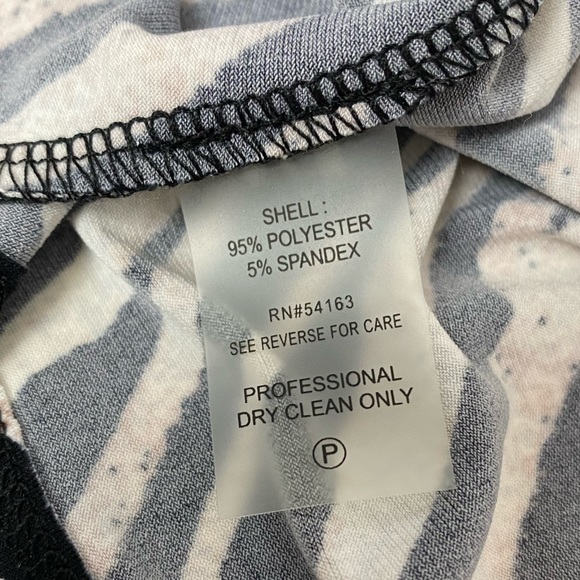 SHELL :
95% POLYESTER
5% SPANDEX
RN#54163
SEE REVERSE FOR CARE
PROFESSIONAL
DRY CLEAN ONLY
P